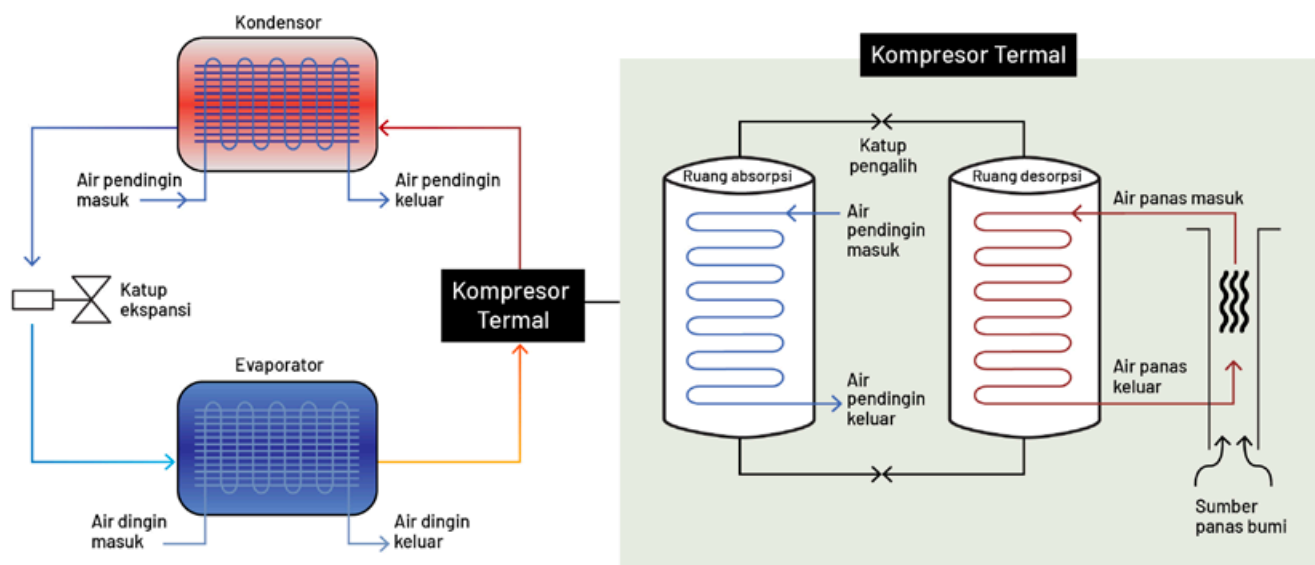 Kondensor
Air pendingin
masuk
Air pendingin
keluar
Katup
ekspansi
Kompresor
Termal
Evaporator
Air dingin
masuk
Air dingin
keluar
Kompresor Termal
Katup
pengalih
Ruang absorpsi
Ruang desorpsi
Air
pendingin
masuk
Air panas masuk
Air
pendingin
keluar
Air panas
keluar
Sumber
panas bumi